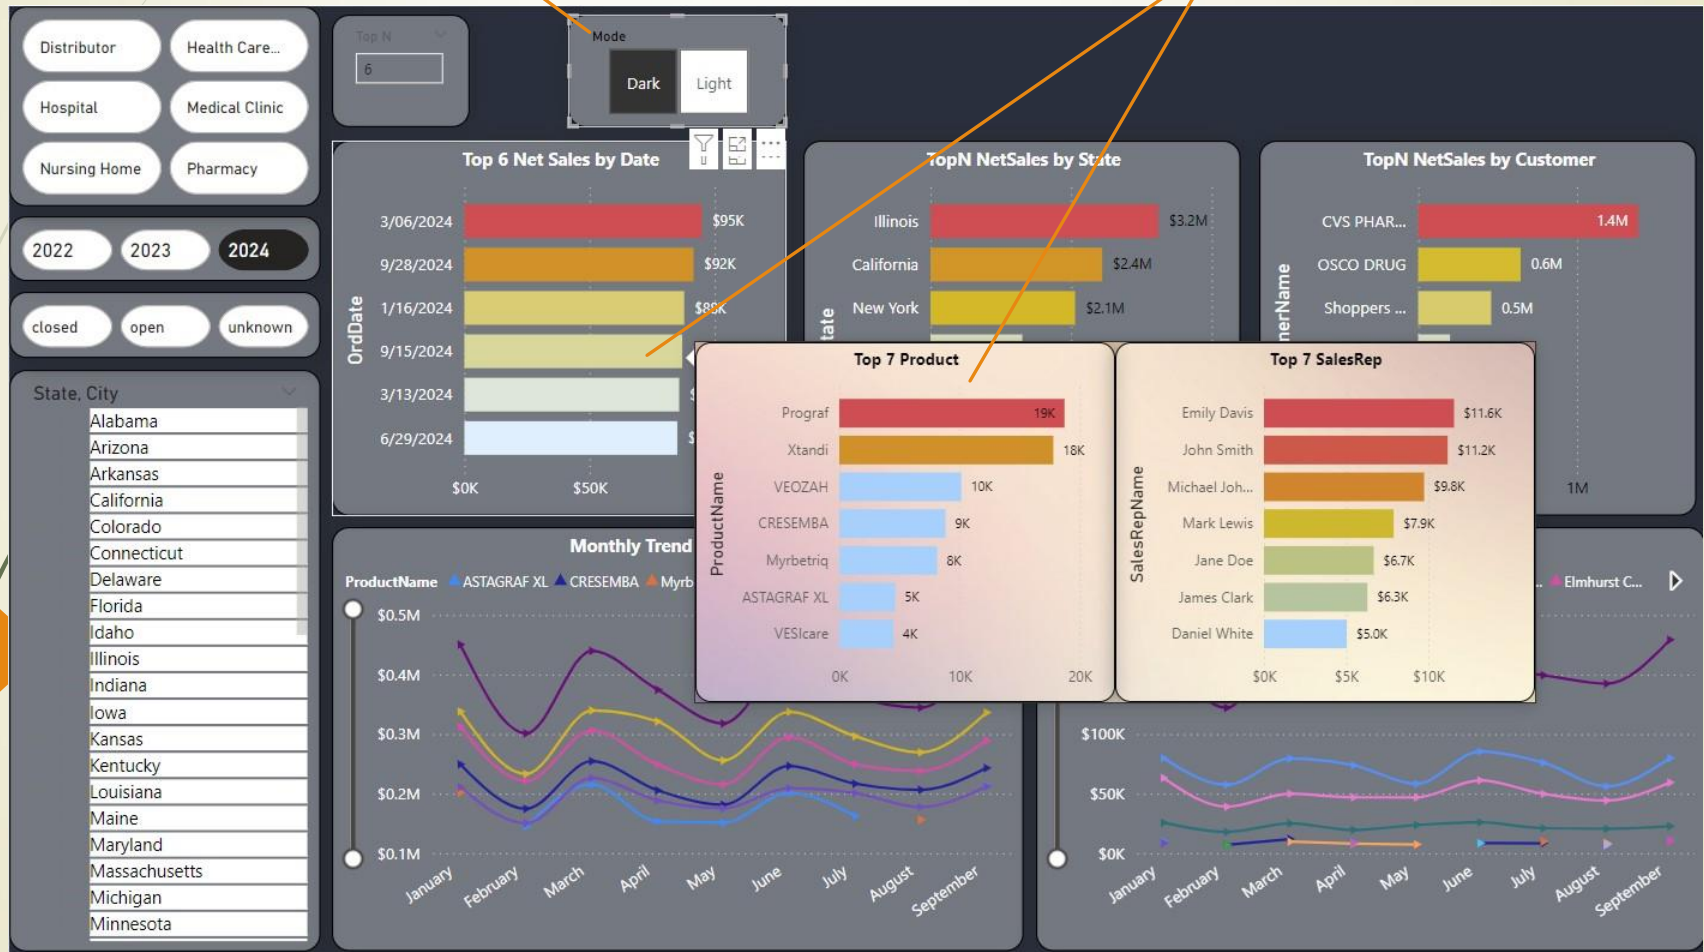 Distributor
Health Care...
Hospital
Medical Clinic
Nursing Home
Pharmacy
2022
2023
2024
closed
open
unknown
State, City
Alabama
Arizona
Arkansas
California
Colorado
Connecticut
Delaware
Florida
Idaho
Illinois
Indiana
Iowa
Kansas
Kentucky
Louisiana
Maine
Maryland
Massachusetts
Michigan
Minnesota
Top N
6
Mode
Dark
Light
Top 6 Net Sales by Date
OrdDate
3/06/2024 $95K
9/28/2024 $92K
1/16/2024 $88K
9/15/2024
3/13/2024
6/29/2024
$0K $50K
TopN NetSales by State
Illinois $3.2M
California $2.4M
New York $2.1M
TopN NetSales by Customer
CVS PHAR... 1.4M
OSCO DRUG 0.6M
Shoppers ... 0.5M
1M
Top 7 Product
ProductName
Prograf 19K
Xtandi 18K
VEOZAH 10K
CRESEMBA 9K
Myrbetriq 8K
ASTAGRAF XL 5K
VESIcare 4K
0K 10K 20K
Top 7 SalesRep
SalesRepName
Emily Davis $11.6K
John Smith $11.2K
Michael Joh... $9.8K
Mark Lewis $7.9K
Jane Doe $6.7K
James Clark $6.3K
Daniel White $5.0K
$0K $5K $10K
Monthly Trend
ProductName ASTAGRAF XL CRESEMBA Myrb
$0.5M
$0.4M
$0.3M
$0.2M
$0.1M
January February March April May June July August September
Elmhurst C...
$100K
$50K
$0K
January February March April May June July August September